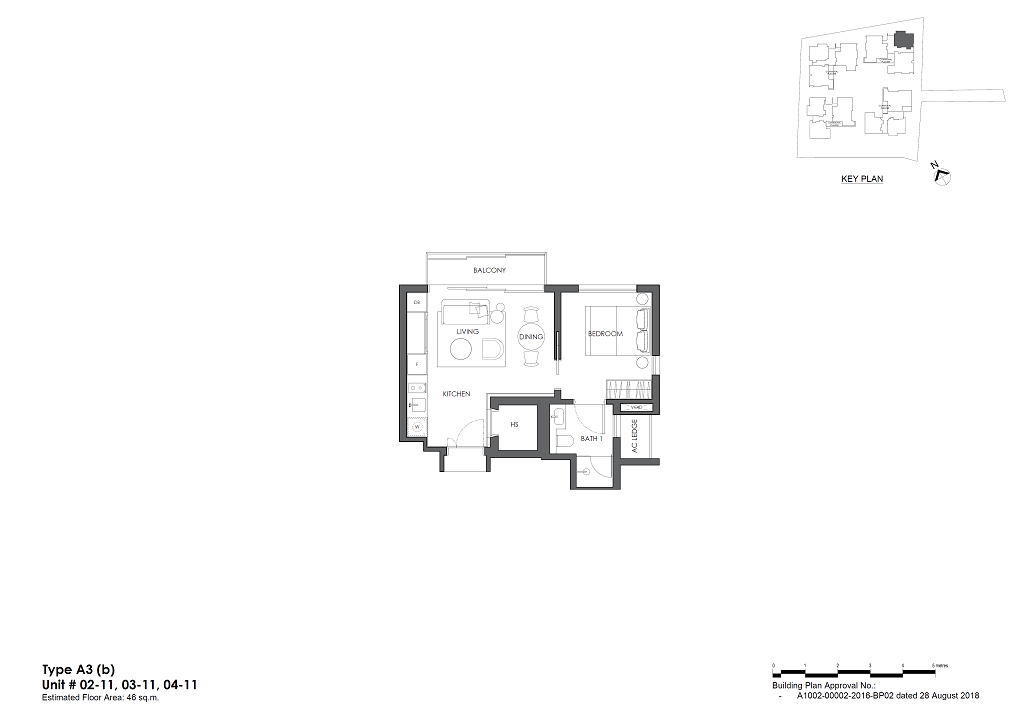 N
KEY PLAN
BALCONY
DB
LIVING
DINING
BEDROOM
F
KITCHEN
W
HS
BATH 1
VOID
AC LEDGE
Type A3 (b)
Unit # 02-11, 03-11, 04-11
Estimated Floor Area: 46 sq.m.
0 1 2 3 4 5 metres
Building Plan Approval No.:
- A1002-00002-2016-BP02 dated 28 August 2018